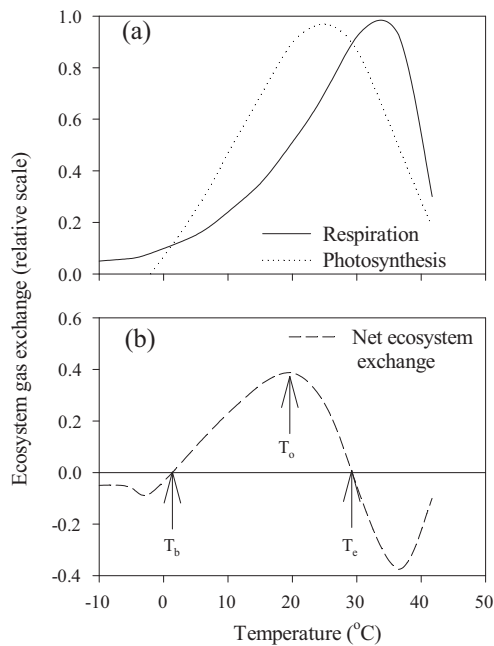 (a)
1.0
0.8
0.6
0.4
0.2
0.0
Respiration
Photosynthesis
Ecosystem gas exchange (relative scale)
(b)
0.6
0.4
0.2
0.0
-0.2
-0.4
Net ecosystem
exchange
To
Tb
Te
-10 0 10 20 30 40 50
Temperature (°C)